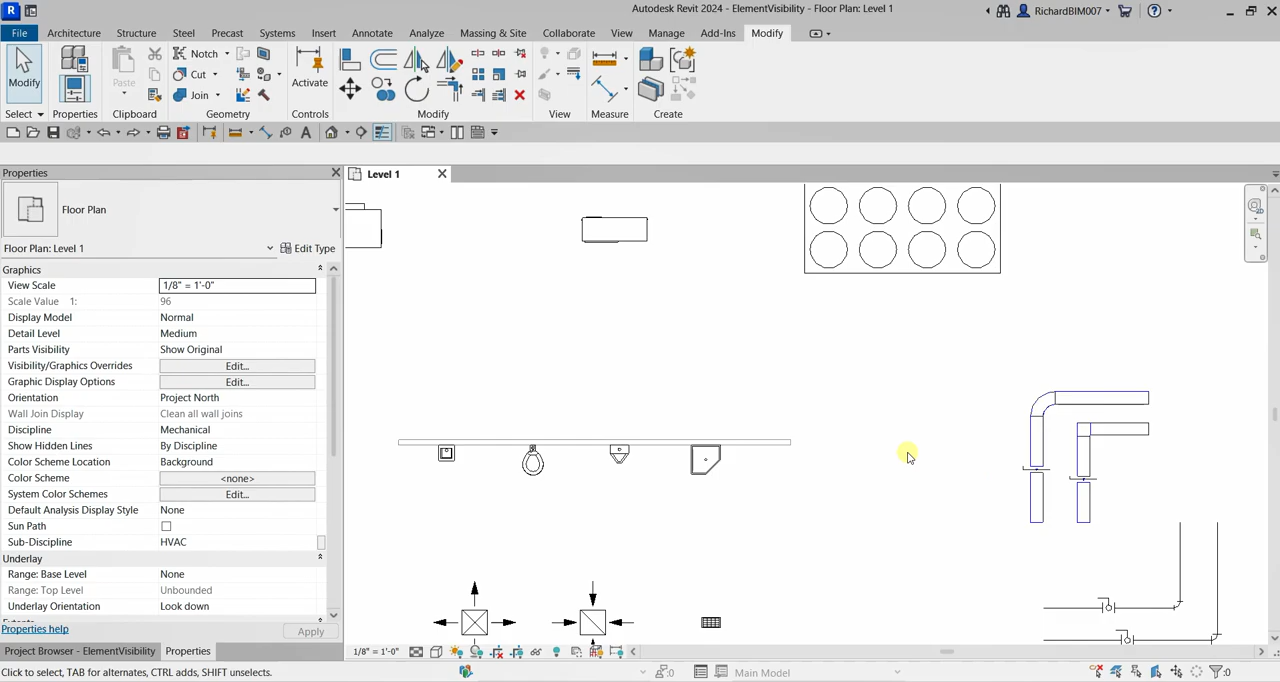 Autodesk Revit 2024 - ElementVisibility - Floor Plan: Level 1
RichardBIM007
File Architecture Structure Steel Precast Systems Insert Annotate Analyze Massing & Site Collaborate View Manage Add-Ins Modify
Modify
Paste
Notch
Cut
Join
Activate
Select Properties Clipboard Geometry Controls Modify View Measure Create
Properties
Level 1
Floor Plan
Floor Plan: Level 1 Edit Type
Graphics
View Scale 1/8" = 1'-0"
Scale Value 1: 96
Display Model Normal
Detail Level Medium
Parts Visibility Show Original
Visibility/Graphics Overrides Edit...
Graphic Display Options Edit...
Orientation Project North
Wall Join Display Clean all wall joins
Discipline Mechanical
Show Hidden Lines By Discipline
Color Scheme Location Background
Color Scheme <none>
System Color Schemes Edit...
Default Analysis Display Style None
Sun Path
Sub-Discipline HVAC
Underlay
Range: Base Level None
Range: Top Level Unbounded
Underlay Orientation Look down
Properties help Apply
Project Browser - ElementVisibility Properties 1/8" = 1'-0"
Click to select, TAB for alternates, CTRL adds, SHIFT unselects. :0 Main Model :0